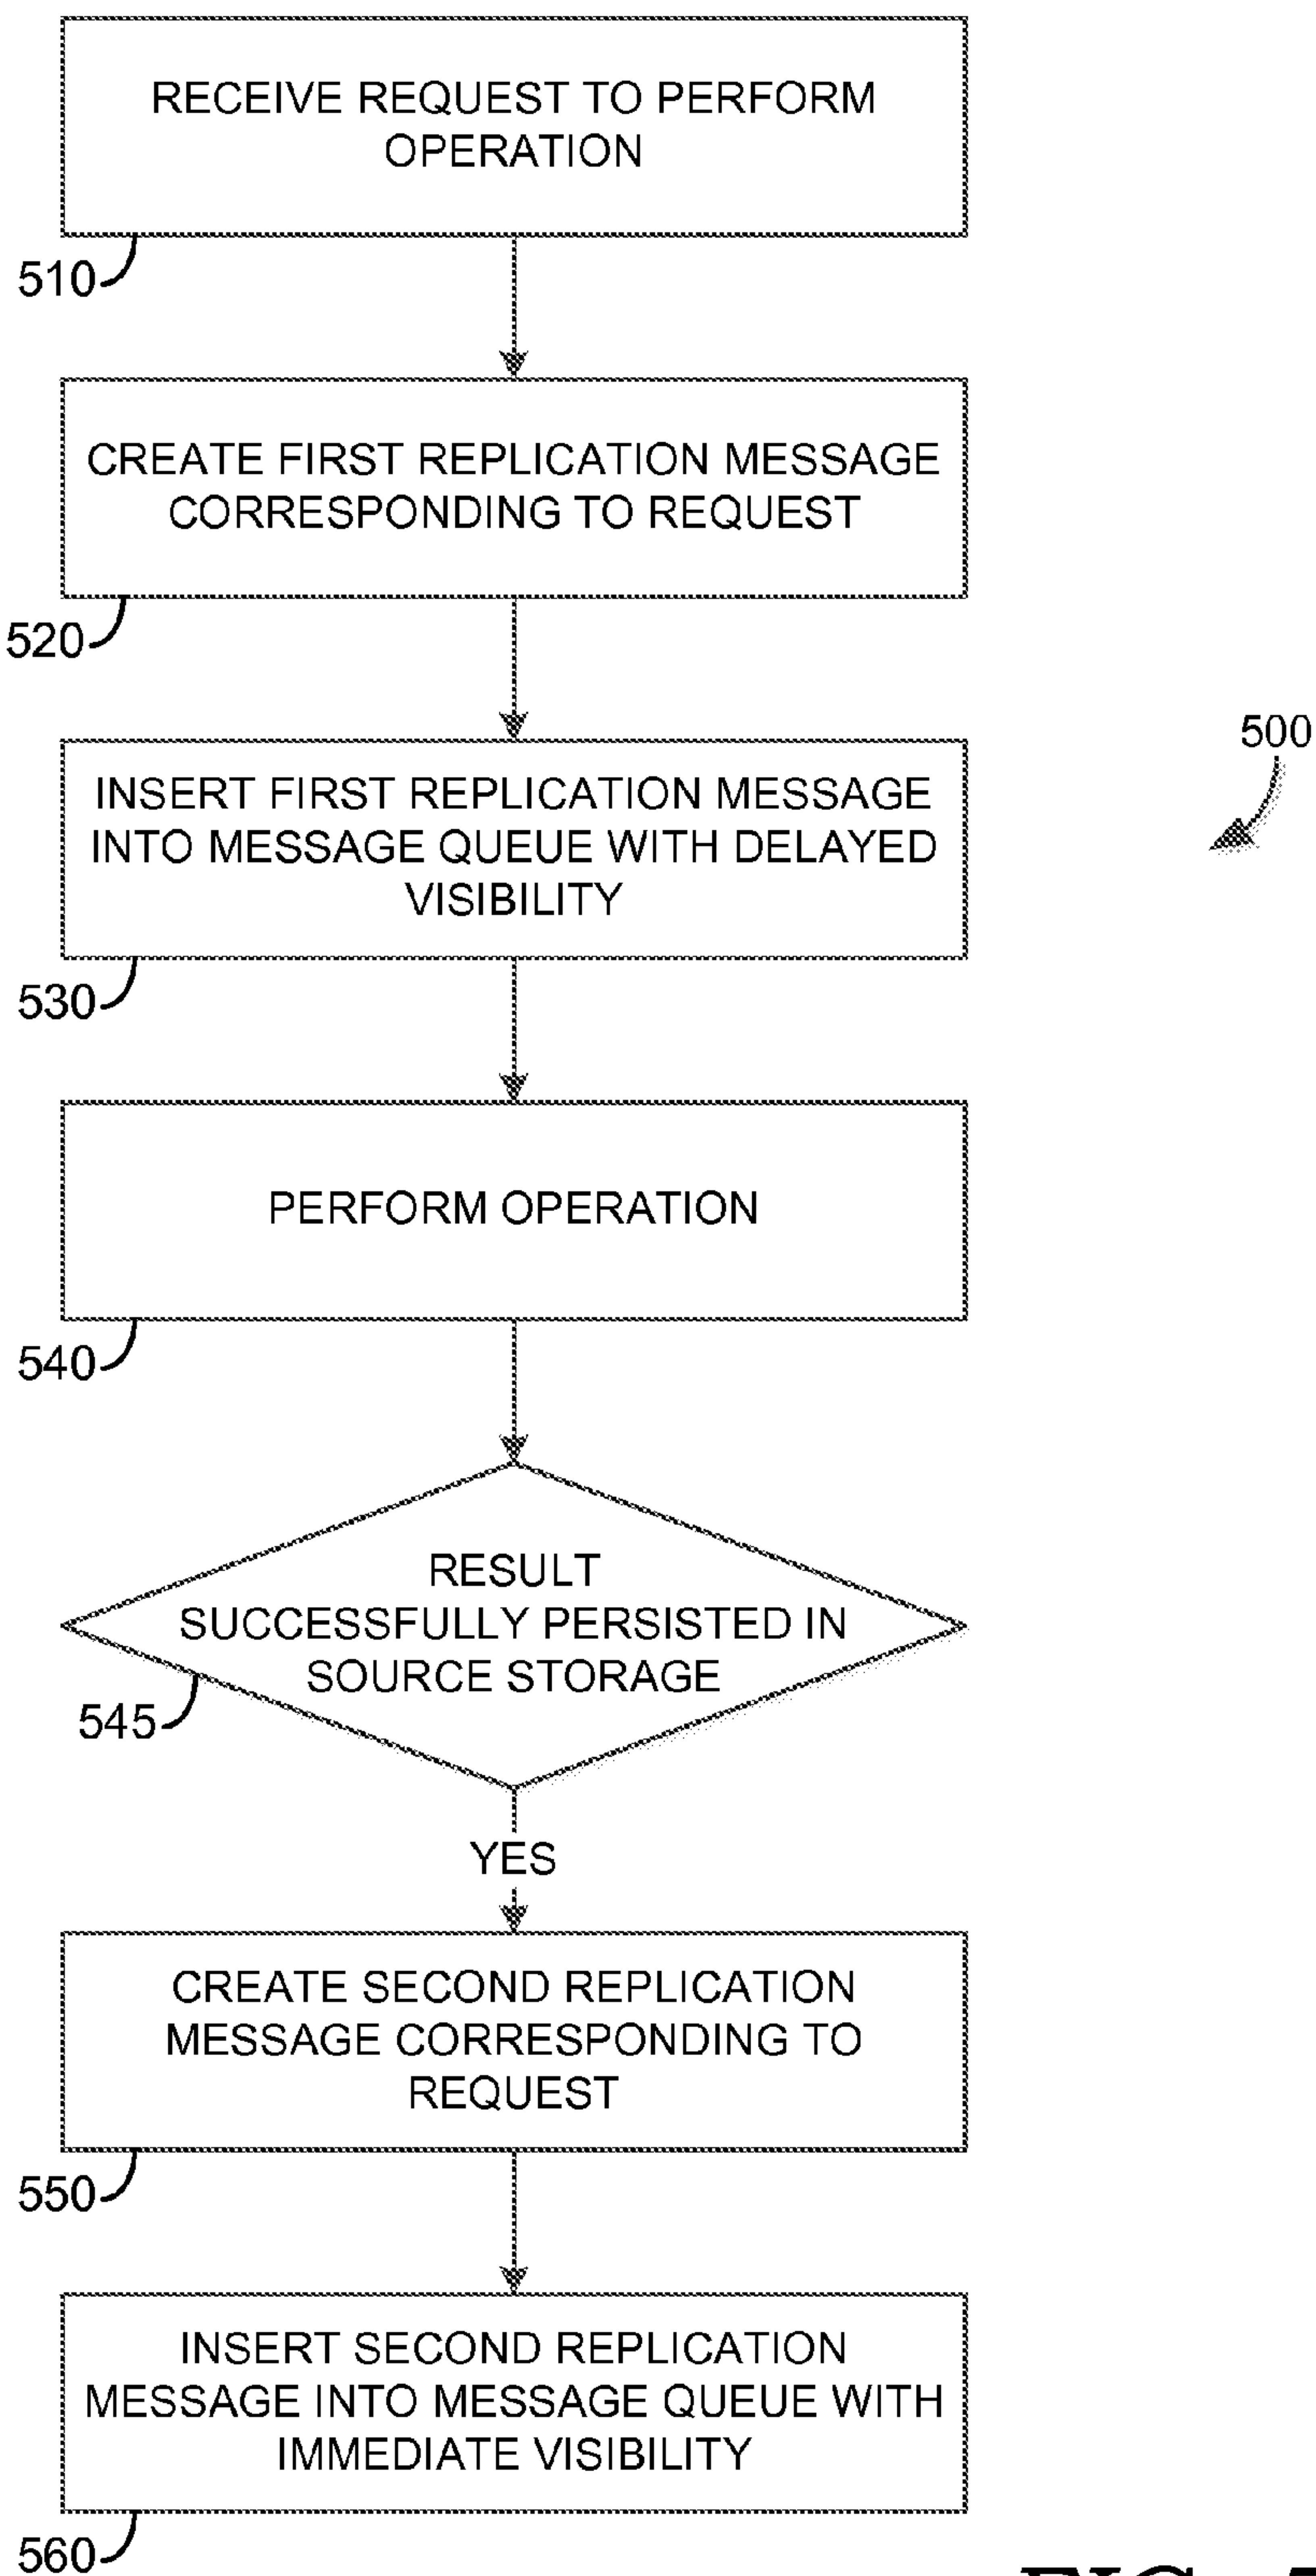 RECEIVE REQUEST TO PERFORM
OPERATION
510
CREATE FIRST REPLICATION MESSAGE
CORRESPONDING TO REQUEST
520
500
INSERT FIRST REPLICATION MESSAGE
INTO MESSAGE QUEUE WITH DELAYED
VISIBILITY
530
PERFORM OPERATION
540
RESULT
SUCCESSFULLY PERSISTED IN
SOURCE STORAGE
545
YES
CREATE SECOND REPLICATION
MESSAGE CORRESPONDING TO
REQUEST
550
INSERT SECOND REPLICATION
MESSAGE INTO MESSAGE QUEUE WITH
IMMEDIATE VISIBILITY
560